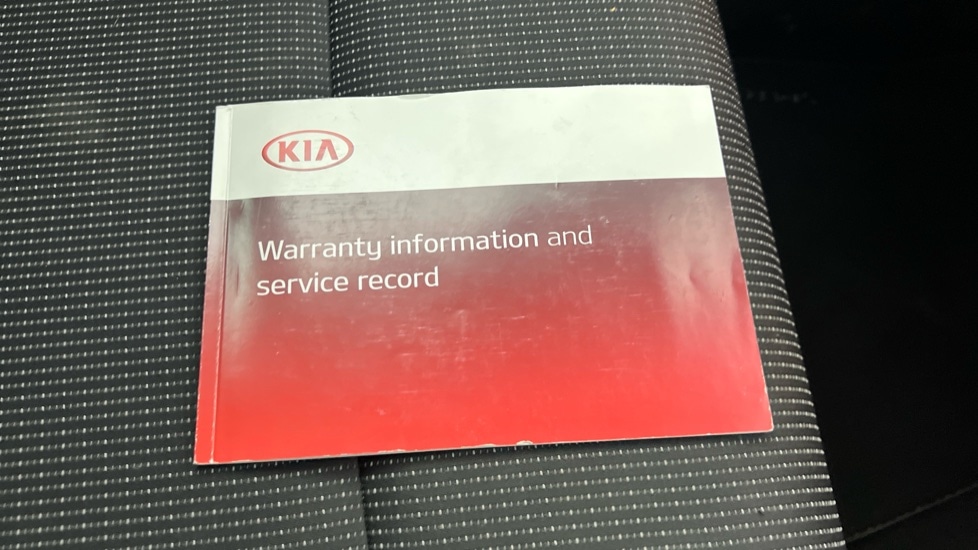 KIA
Warranty information and
service record